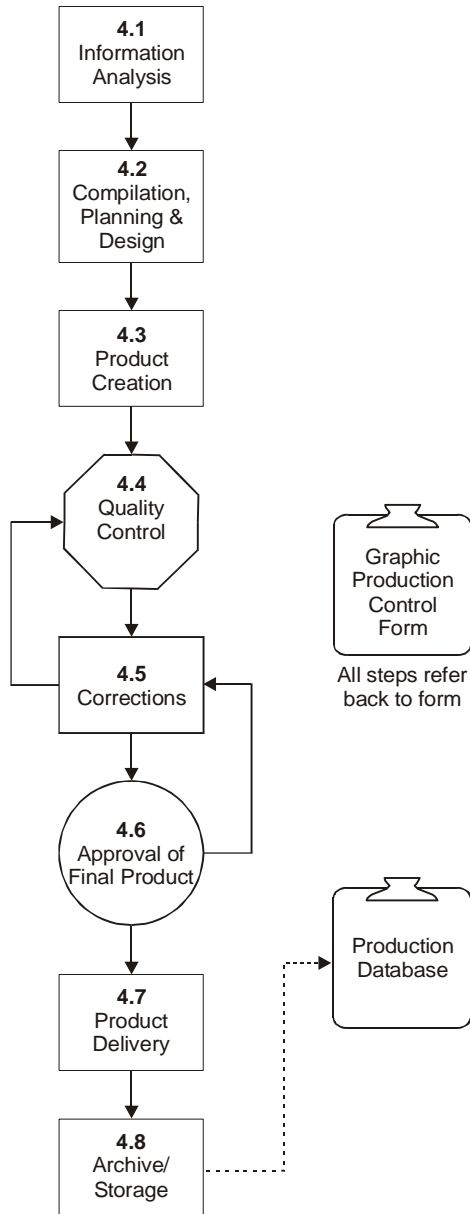 4.1
Information
Analysis
4.2
Compilation,
Planning &
Design
4.3
Product
Creation
4.4
Quality
Control
Graphic
Production
Control
Form
All steps refer
back to form
4.5
Corrections
4.6
Approval of
Final Product
Production
Database
4.7
Product
Delivery
4.8
Archive/
Storage